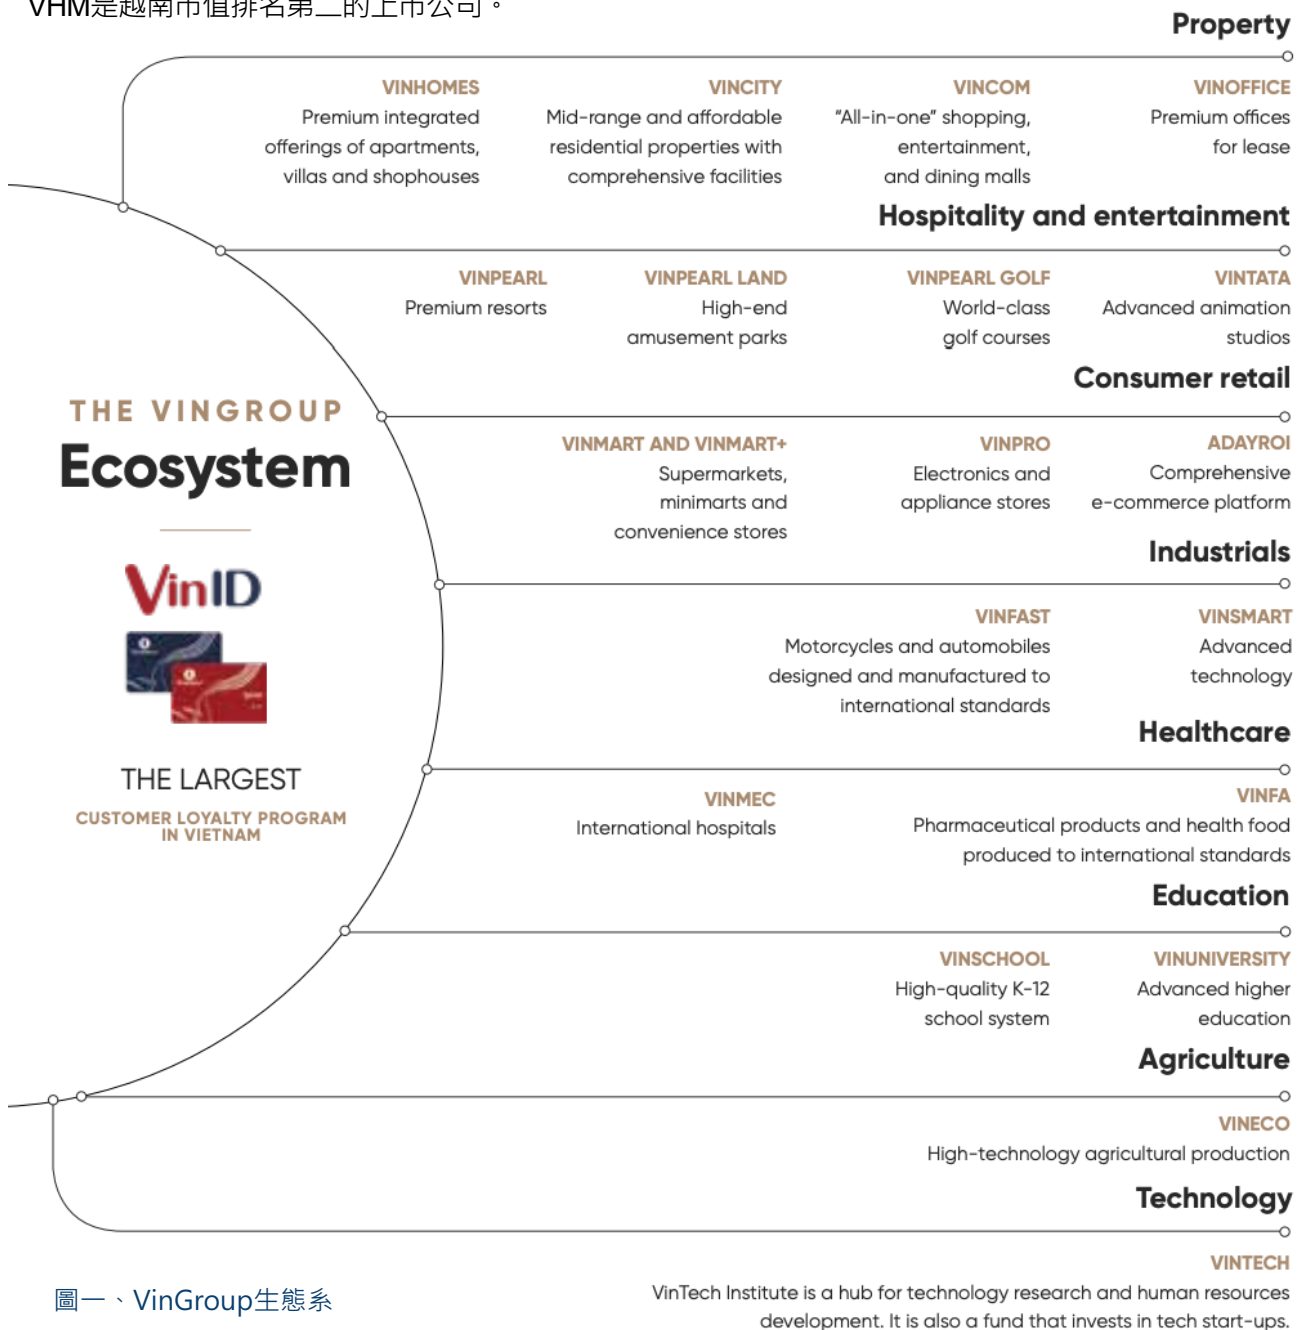 VHM是越南市值排名第二的上市公司。
Property
VINHOMES
Premium integrated
offerings of apartments,
villas and shophouses
VINCITY
Mid-range and affordable
residential properties with
comprehensive facilities
VINCOM
“All-in-one” shopping,
entertainment,
and dining malls
VINOFFICE
Premium offices
for lease
Hospitality and entertainment
VINPEARL
Premium resorts
VINPEARL LAND
High-end
amusement parks
VINPEARL GOLF
World-class
golf courses
VINTATA
Advanced animation
studios
Consumer retail
VINMART AND VINMART+
Supermarkets,
minimarts and
convenience stores
VINPRO
Electronics and
appliance stores
ADAYROI
Comprehensive
e-commerce platform
THE VINGROUP
Ecosystem
VinID
THE LARGEST
CUSTOMER LOYALTY PROGRAM
IN VIETNAM
Industrials
VINFAST
Motorcycles and automobiles
designed and manufactured to
international standards
VINSMART
Advanced
technology
Healthcare
VINMEC
International hospitals
VINFA
Pharmaceutical products and health food
produced to international standards
Education
VINSCHOOL
High-quality K-12
school system
VINUNIVERSITY
Advanced higher
education
Agriculture
VINECO
High-technology agricultural production
Technology
VINTECH
VinTech Institute is a hub for technology research and human resources
development. It is also a fund that invests in tech start-ups.
圖一、VinGroup生態系